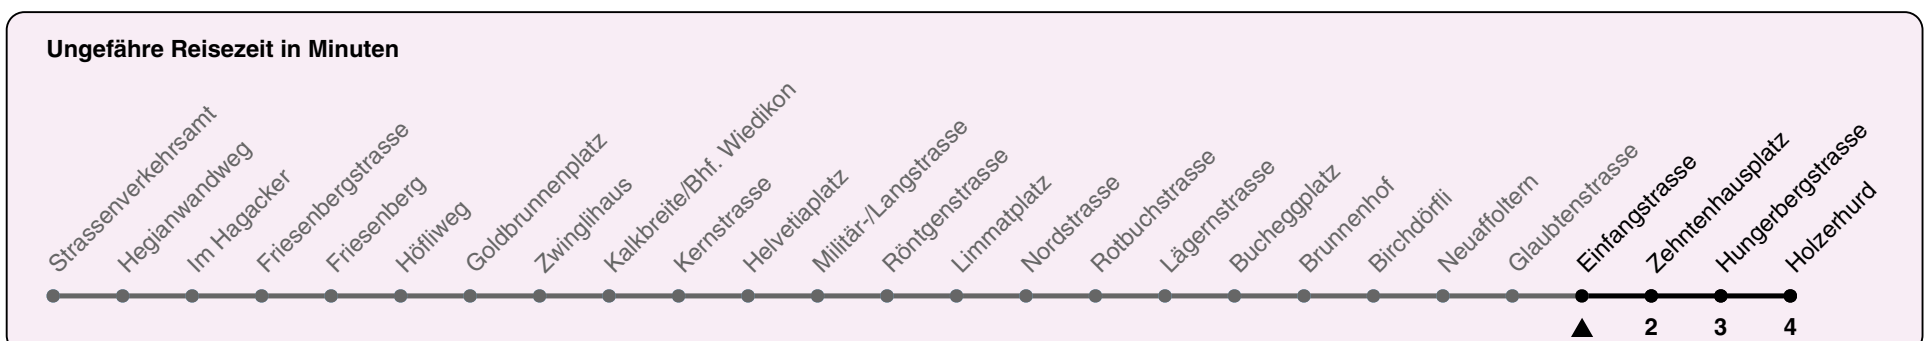 Ungefähre Reisezeit in Minuten
Strassenverkehrsamt
Hegianwandweg
Im Hagacker
Friesenbergstrasse
Friesenberg
Höfliweg
Goldbrunnenplatz
Zwinglihaus
Kalkbreite/Bhf. Wiedikon
Kernstrasse
Helvetiaplatz
Militär-/Langstrasse
Röntgenstrasse
Limmatplatz
Nordstrasse
Rotbuchstrasse
Lägernstrasse
Bucheggplatz
Brunnenhof
Birchdörfli
Neuaffoltern
Glaubtenstrasse
Einfangstrasse
Zehntenhausplatz
Hungerbergstrasse
Holzerhurd
2 3 4